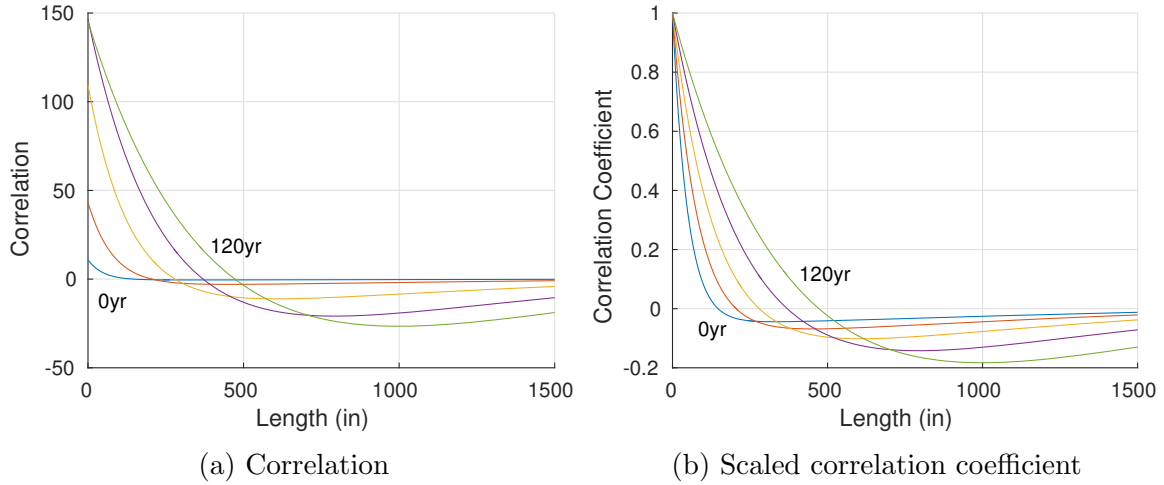 150
100
50
0
-50
Correlation
120yr
0yr
0 500 1000 1500
Length (in)
(a) Correlation
1
0.8
0.6
0.4
0.2
0
-0.2
Correlation Coefficient
120yr
0yr
0 500 1000 1500
Length (in)
(b) Scaled correlation coefficient